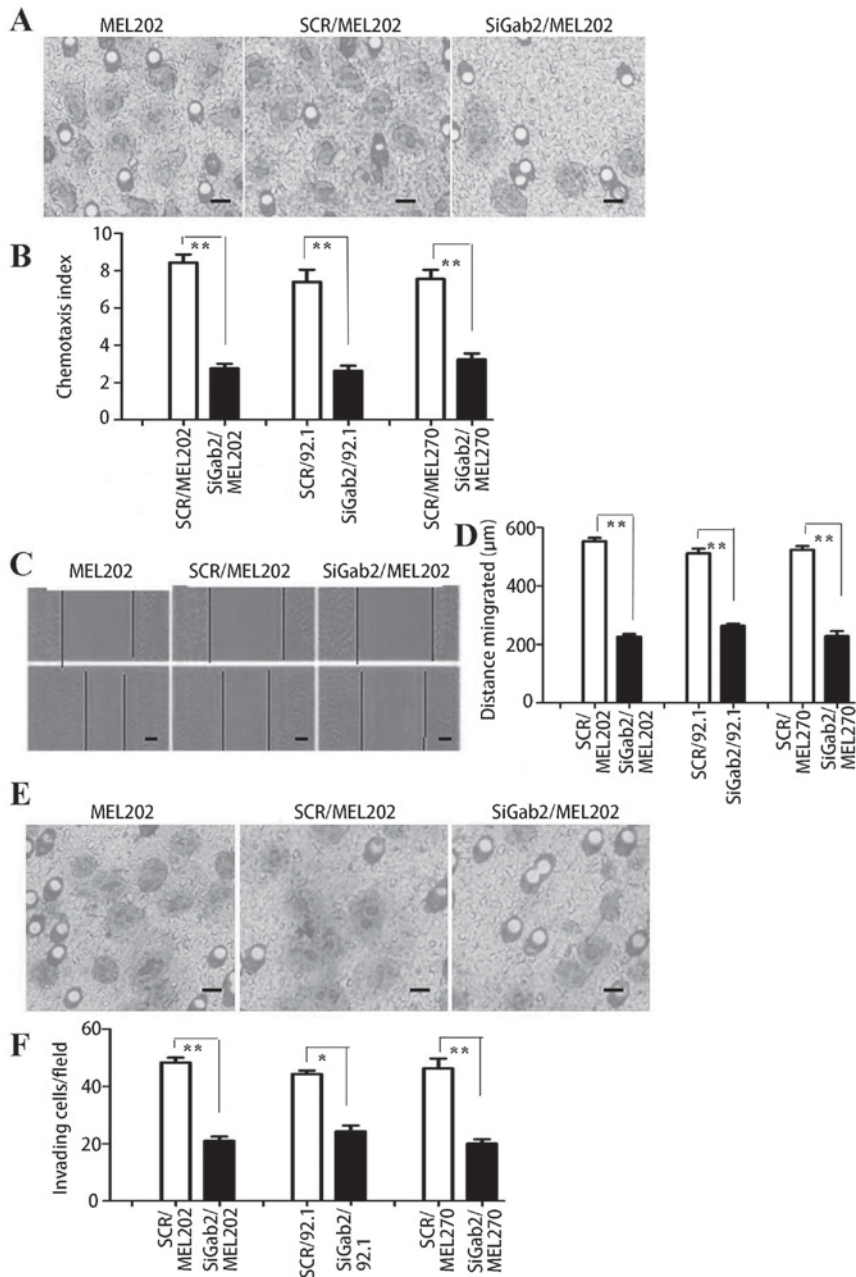 A
MEL202 SCR/MEL202 SiGab2/MEL202
B
Chemotaxis index
10
8
6
4
2
0
**
**
**
SCR/MEL202
SiGab2/
MEL202
SCR/92.1
SiGab2/92.1
SCR/MEL270
SiGab2/
MEL270
C
MEL202 SCR/MEL202 SiGab2/MEL202
D
Distance mingrated (µm)
600
400
200
0
**
**
**
SCR/
MEL202
SiGab2/
MEL202
SCR/92.1
SiGab2/92.1
SCR/
MEL270
SiGab2/
MEL270
E
MEL202 SCR/MEL202 SiGab2/MEL202
F
Invading cells/field
60
40
20
0
**
*
**
SCR/
MEL202
SiGab2/
MEL202
SCR/92.1
SiGab2/
92.1
SCR/
MEL270
SiGab2/
MEL270